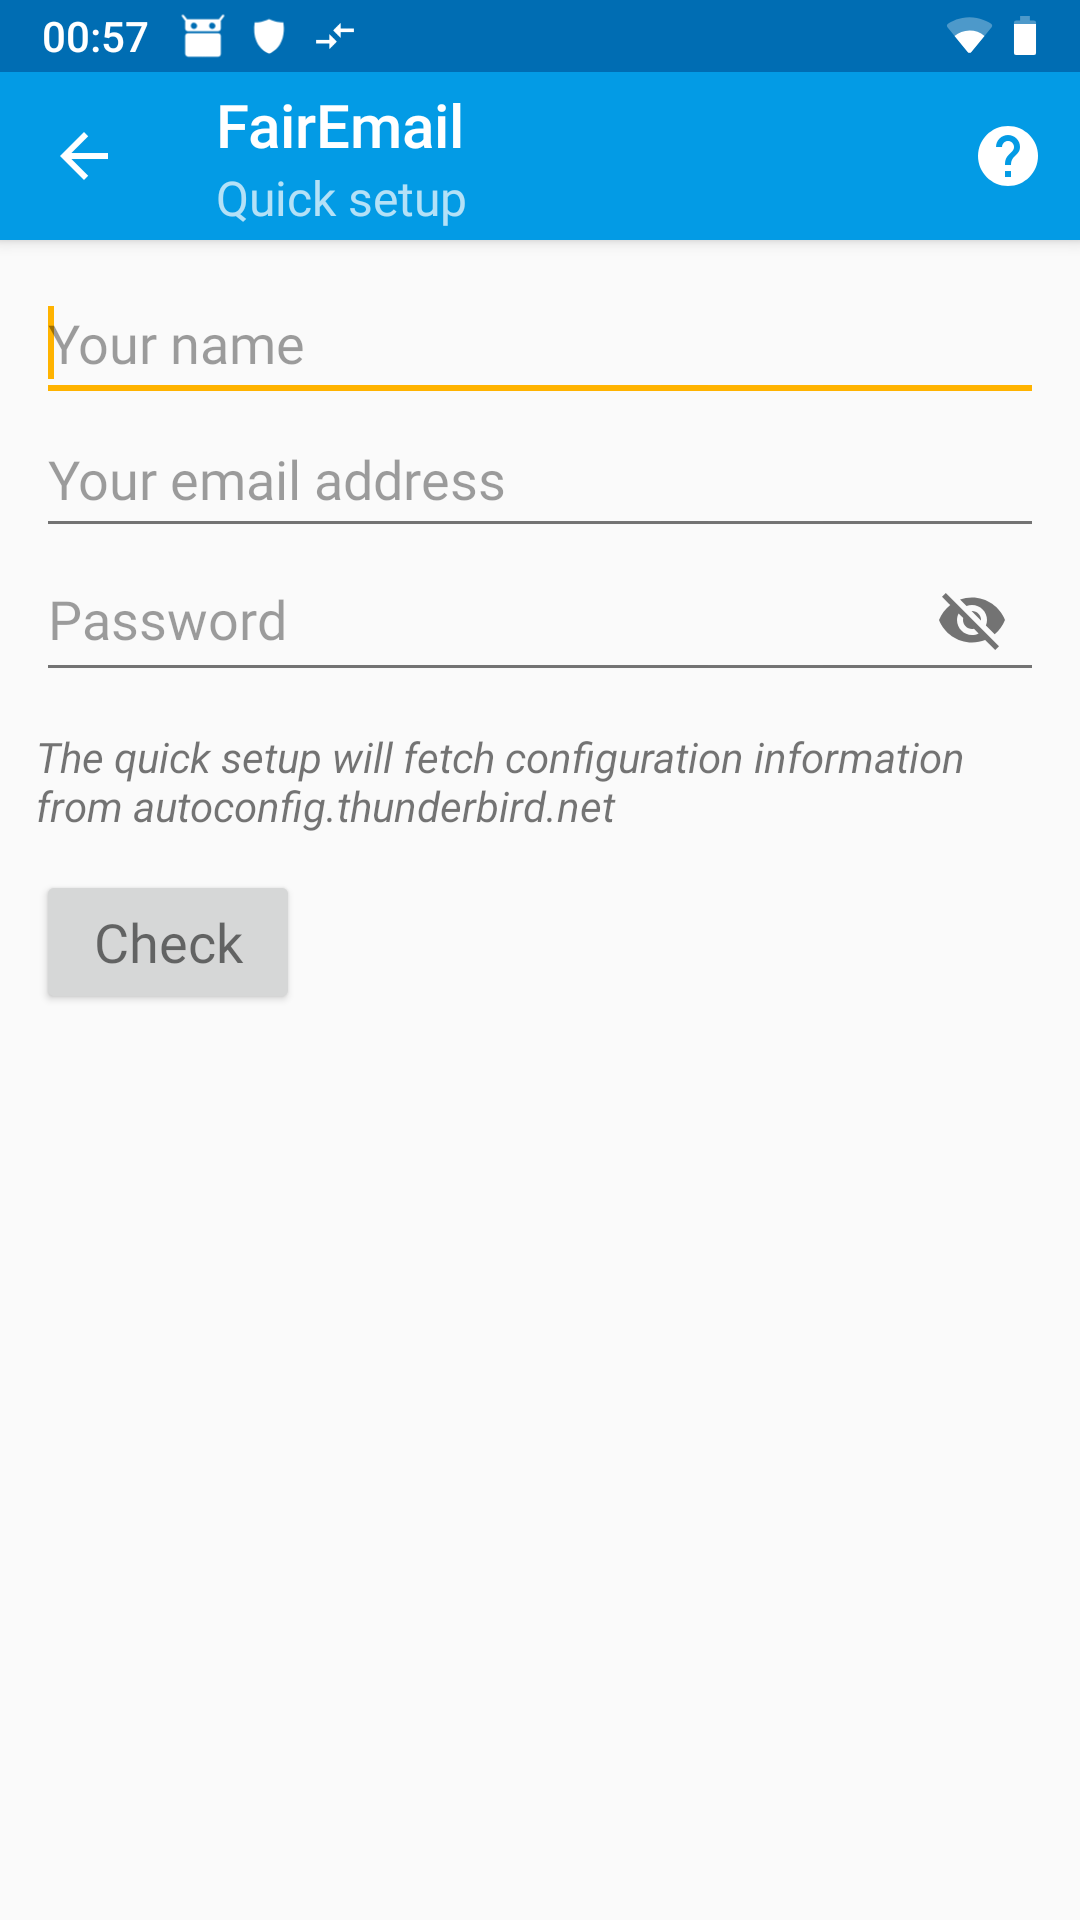 00:57
FairEmail
Quick setup
Your name
Your email address
Password
The quick setup will fetch configuration information
from autoconfig.thunderbird.net
Check